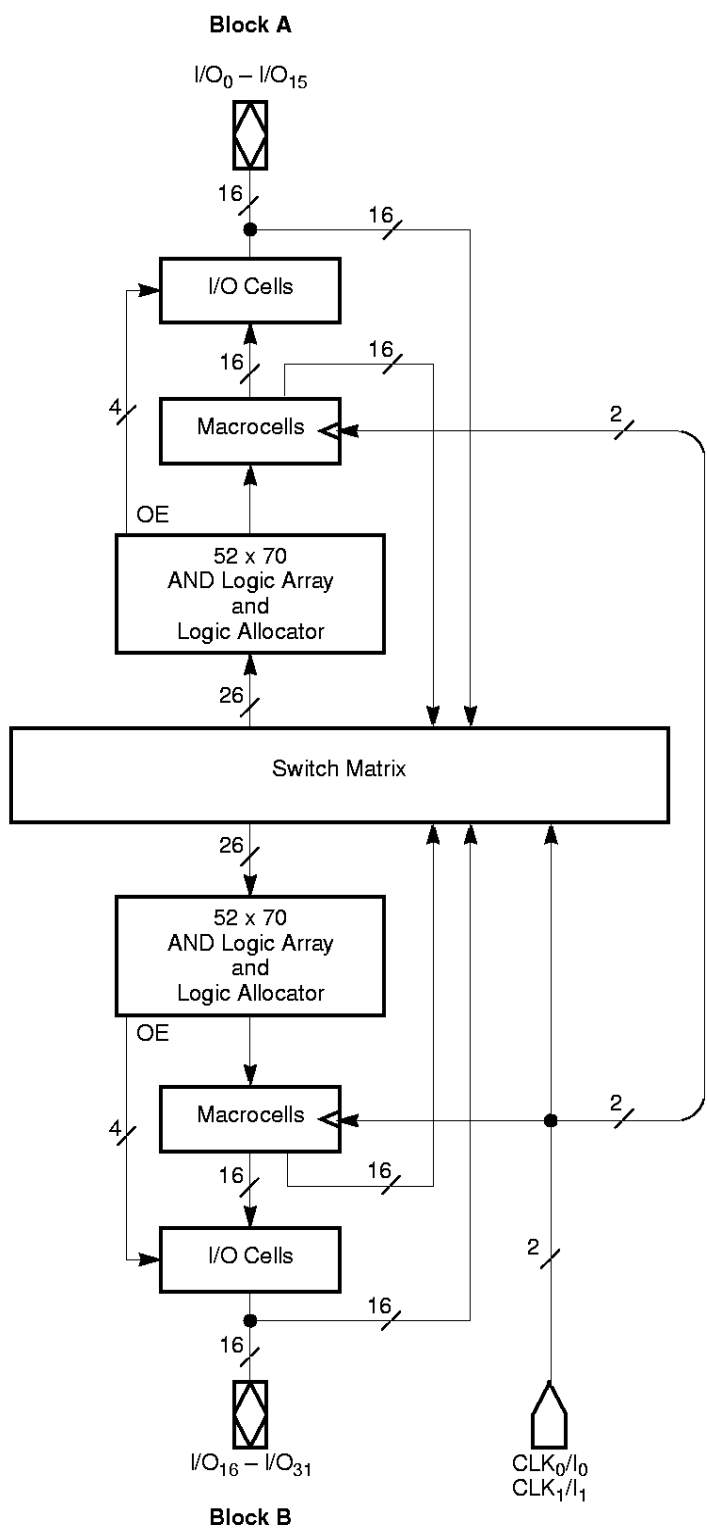 Block A
I/O₀ – I/O₁₅
16
16
I/O Cells
16
16
4
Macrocells
2
OE
52 x 70
AND Logic Array
and
Logic Allocator
26
Switch Matrix
26
52 x 70
AND Logic Array
and
Logic Allocator
OE
4
Macrocells
2
16
16
I/O Cells
2
16
16
I/O₁₆ – I/O₃₁
CLK₀/I₀
CLK₁/I₁
Block B